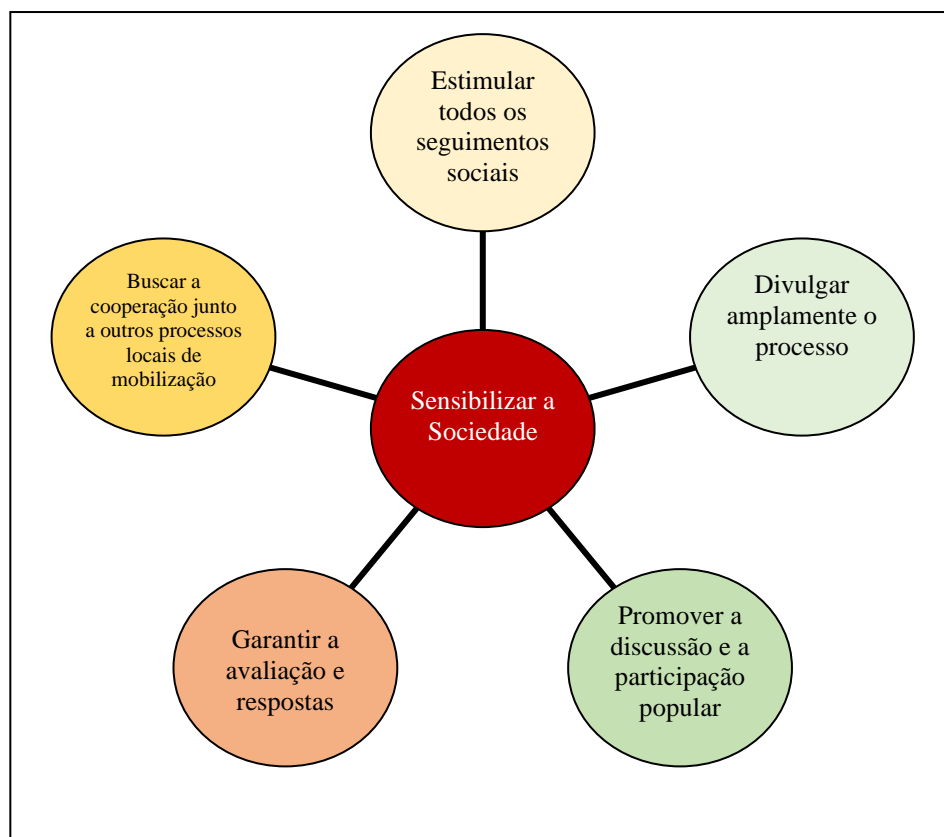 Estimular
todos os
seguimentos
sociais
Divulgar
amplamente o
processo
Buscar a
cooperação junto
a outros processos
locais de
mobilização
Sensibilizar a
Sociedade
Garantir a
avaliação e
respostas
Promover a
discussão e a
participação
popular